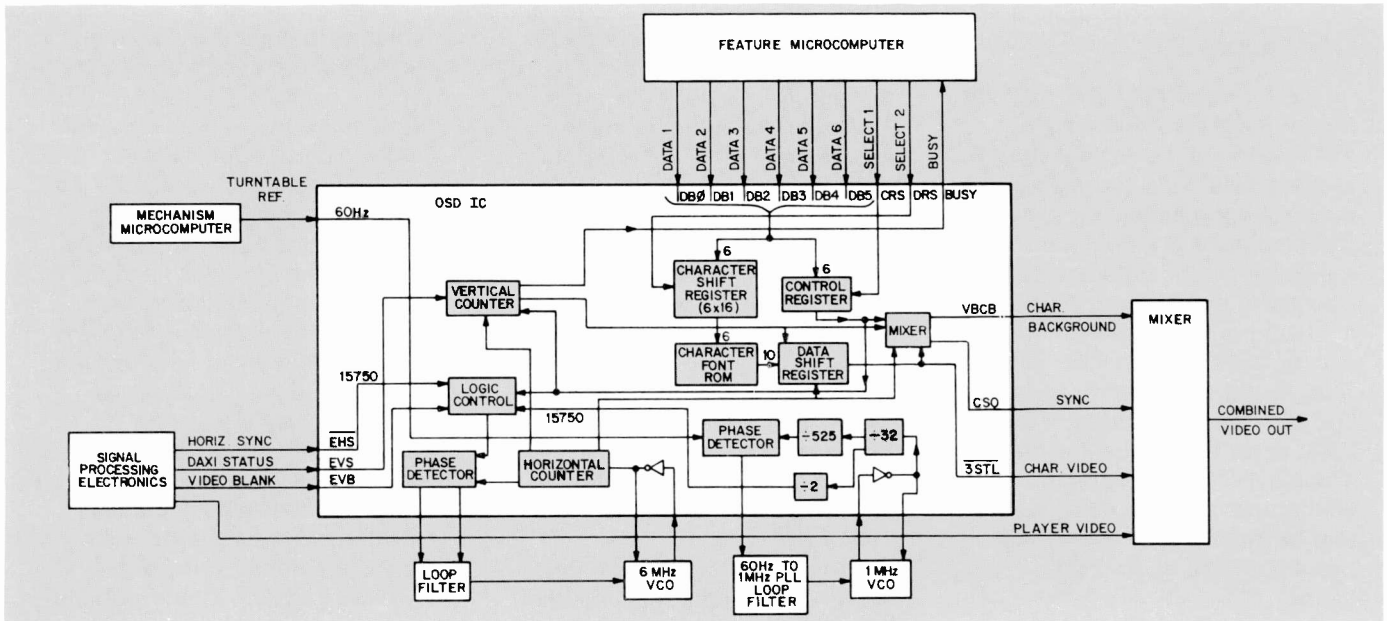 FEATURE MICROCOMPUTER
DATA 1
DATA 2
DATA 3
DATA 4
DATA 5
DATA 6
SELECT 1
SELECT 2
BUSY
TURNTABLE
REF.
MECHANISM
MICROCOMPUTER
60Hz
OSD IC
DBØ
DB1
DB2
DB3
DB4
DB5
CRS
DRS
BUSY
6
6
CHARACTER
SHIFT
REGISTER
(6x16)
CONTROL
REGISTER
VERTICAL
COUNTER
VBCB
CHAR.
BACKGROUND
MIXER
MIXER
6
CHARACTER
FONT
ROM
10
DATA
SHIFT
REGISTER
15750
LOGIC
CONTROL
15750
CSO
SYNC
COMBINED
VIDEO OUT
SIGNAL
PROCESSING
ELECTRONICS
HORIZ. SYNC
DAXI STATUS
VIDEO BLANK
EHS
EVS
EVB
PHASE
DETECTOR
HORIZONTAL
COUNTER
PHASE
DETECTOR
÷525
÷32
÷2
3STL
CHAR. VIDEO
PLAYER VIDEO
LOOP
FILTER
6 MHz
VCO
60Hz TO
1MHz PLL
LOOP
FILTER
1 MHz
VCO